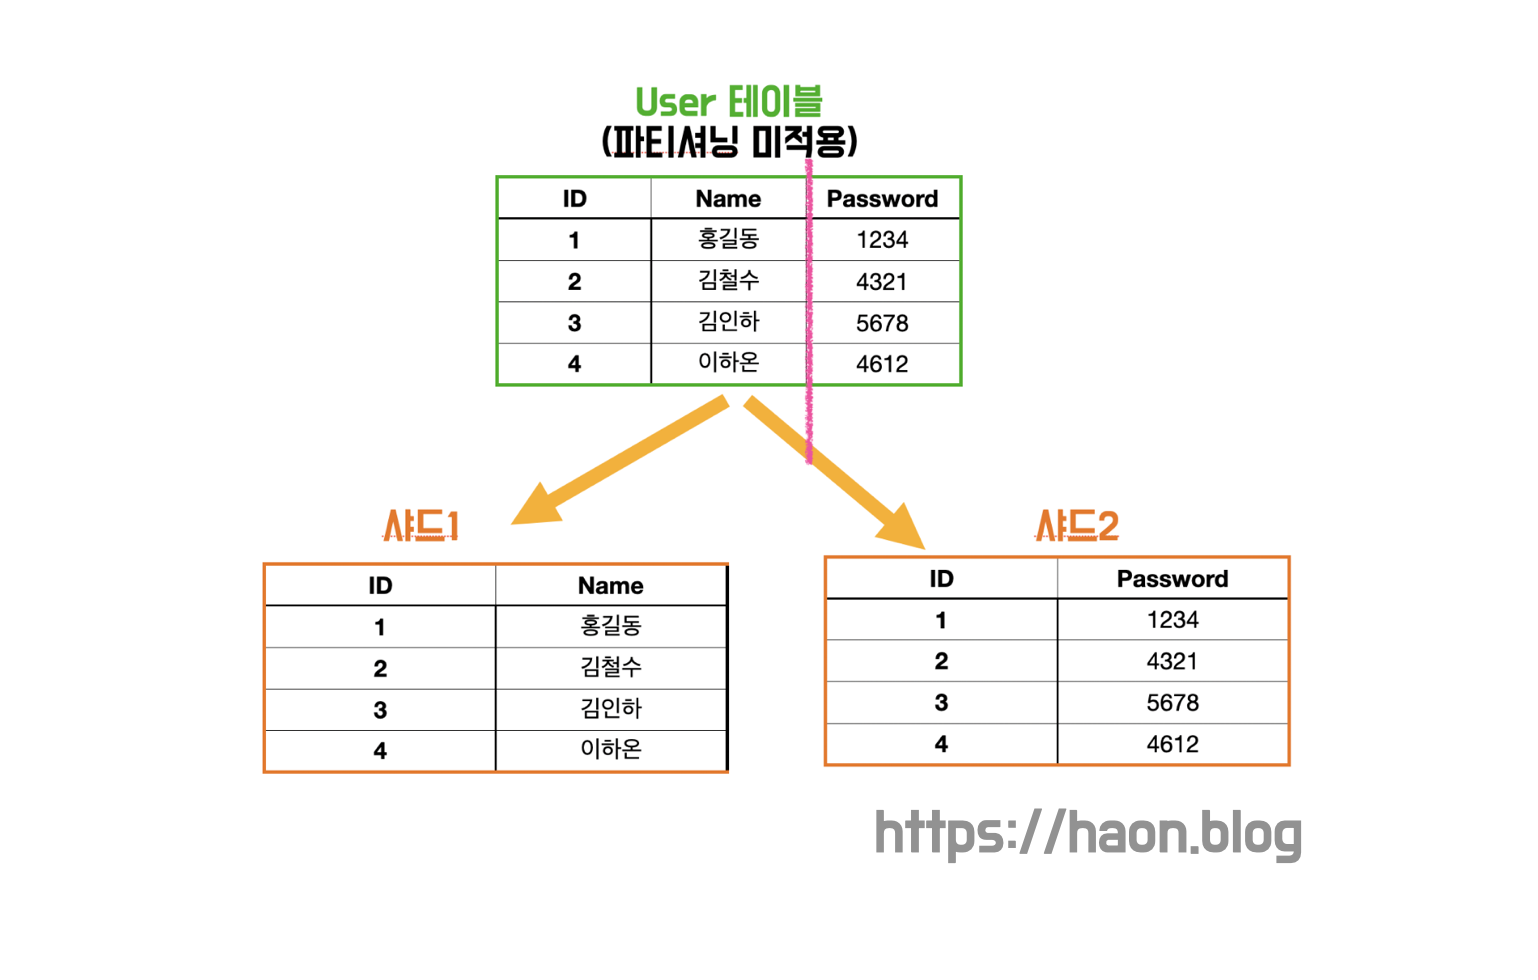 User 테이블
(파티셔닝 미적용)
ID Name Password
1 홍길동 1234
2 김철수 4321
3 김인하 5678
4 이하온 4612
샤드1
ID Name
1 홍길동
2 김철수
3 김인하
4 이하온
샤드2
ID Password
1 1234
2 4321
3 5678
4 4612
https://haon.blog